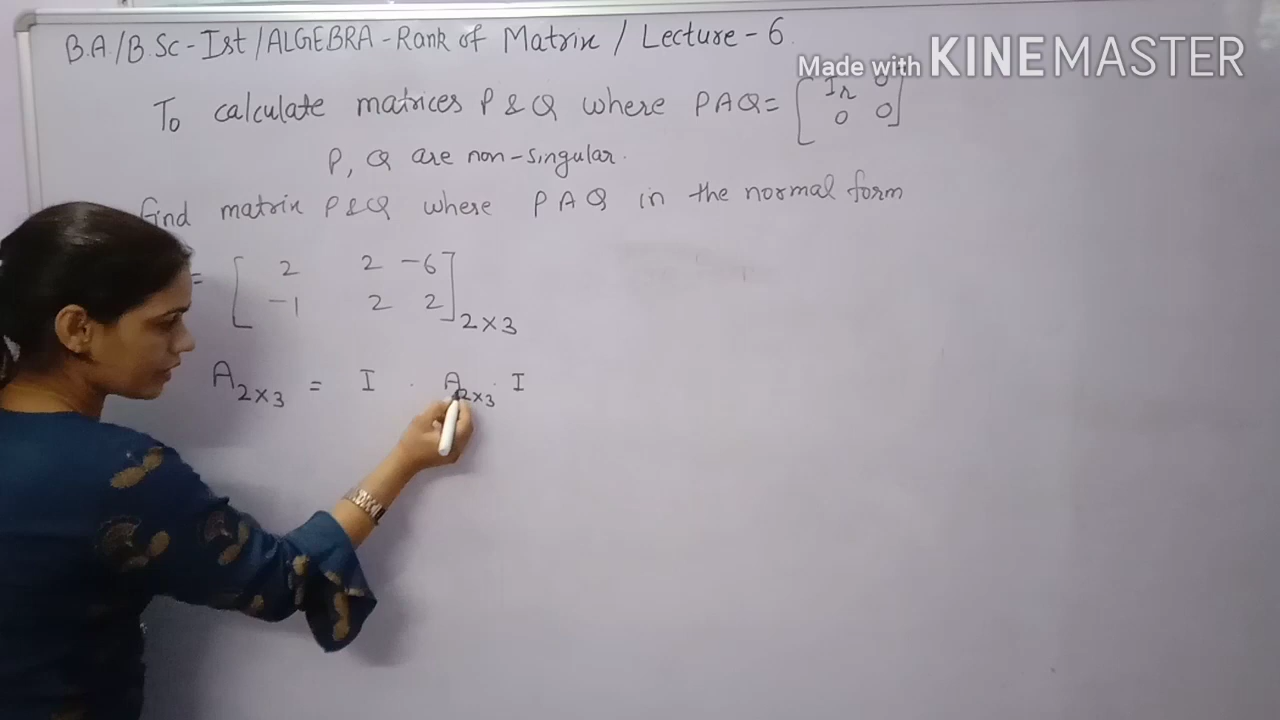 B.A./B.Sc-Ist/ALGEBRA-Rank of Matrix / Lecture-6.
Made with KINEMASTER
To calculate matrices P & Q where PAQ = [ Ir 0
0 0 ]
P, Q are non-singular.
find matrix P & Q where PAQ in the normal form
= [ 2 2 -6
-1 2 2 ] 2×3
A 2×3 = I . A 2×3 . I